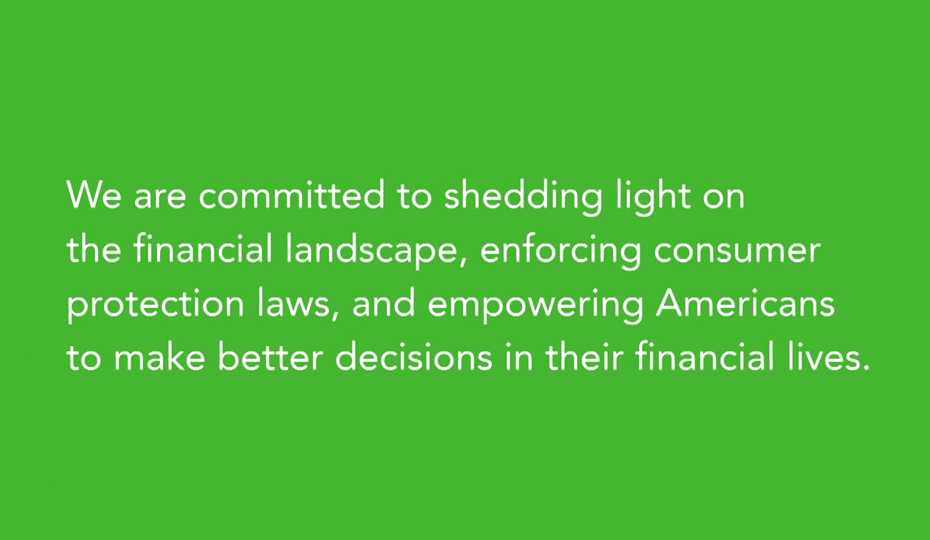 We are committed to shedding light on
the financial landscape, enforcing consumer
protection laws, and empowering Americans
to make better decisions in their financial lives.